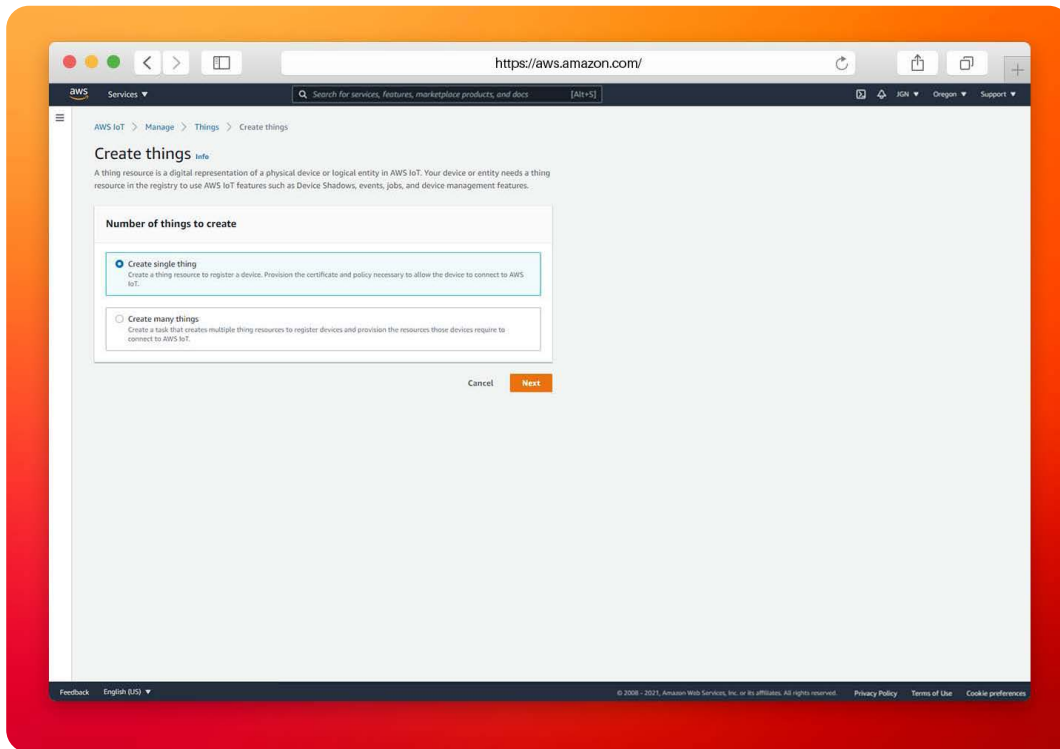 https://aws.amazon.com/
aws Services Search for services, features, marketplace products, and docs [Alt+S] JGN Oregon Support
AWS IoT > Manage > Things > Create things
Create things Info
A thing resource is a digital representation of a physical device or logical entity in AWS IoT. Your device or entity needs a thing
resource in the registry to use AWS IoT features such as Device Shadows, events, jobs, and device management features.
Number of things to create
Create single thing
Create a thing resource to register a device. Provision the certificate and policy necessary to allow the device to connect to AWS
IoT.
Create many things
Create a task that creates multiple thing resources to register devices and provision the resources those devices require to
connect to AWS IoT.
Cancel Next
Feedback English (US) © 2008 - 2021, Amazon Web Services, Inc. or its affiliates. All rights reserved. Privacy Policy Terms of Use Cookie preferences